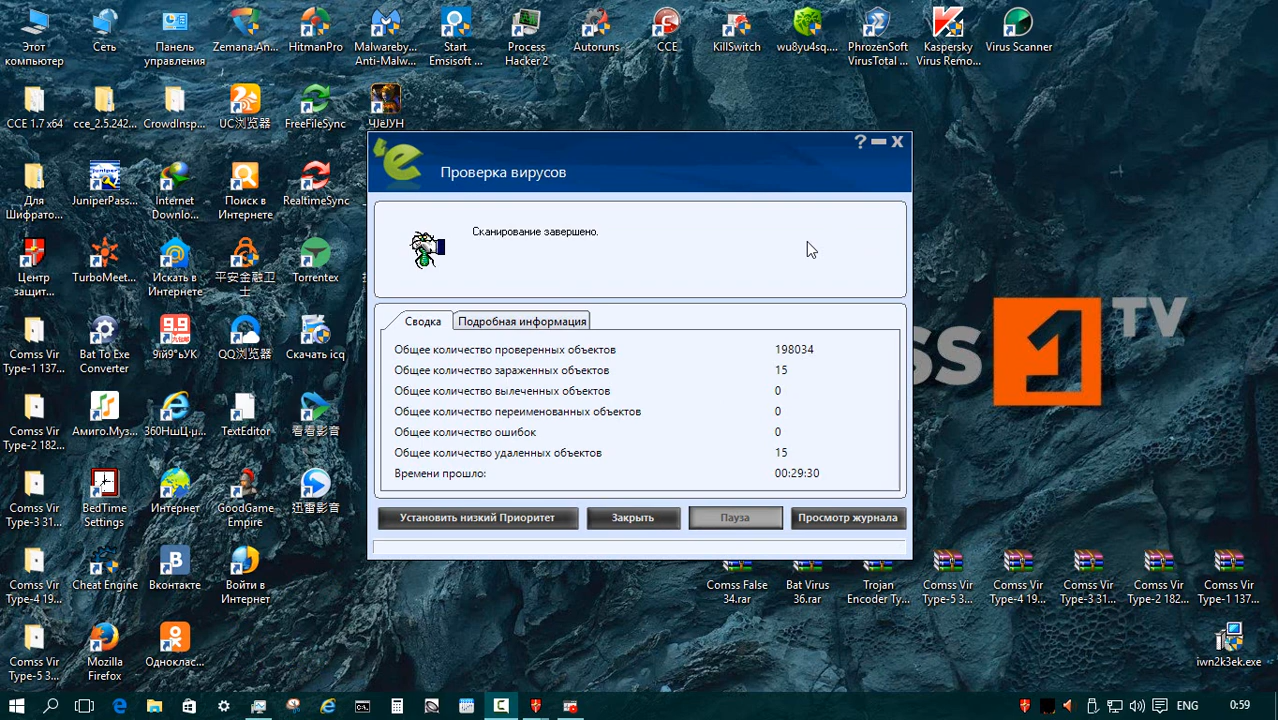 Этот компьютер
Сеть
Панель управления
Zemana.An...
HitmanPro
Malwareby... Anti-Malw...
Start Emsisoft ...
Process Hacker 2
Autoruns
CCE
KillSwitch
wu8yu4sq....
PhrozenSoft VirusTotal ...
Kaspersky Virus Remo...
Virus Scanner
CCE 1.7 x64
cce_2.5.242...
CrowdInsp...
UC浏览器
FreeFileSync
Для Шифрато...
JuniperPass...
Internet Downlo...
Поиск в Интернете
RealtimeSync
Центр защит...
TurboMeet...
Искать в Интернете
平安金融卫士
Torrentex
Comss Vir Type-1 137...
Bat To Exe Converter
QQ浏览器
Скачать icq
Comss Vir Type-2 182...
Амиго.Муз...
TextEditor
看看影音
Comss Vir Type-3 31...
BedTime Settings
Интернет
GoodGame Empire
迅雷影音
Comss Vir Type-4 19...
Cheat Engine
Вконтакте
Войти в Интернет
Comss Vir Type-5 3...
Mozilla Firefox
Одноклас...
Проверка вирусов
Сканирование завершено.
Сводка
Подробная информация
Общее количество проверенных объектов 198034
Общее количество зараженных объектов 15
Общее количество вылеченных объектов 0
Общее количество переименованных объектов 0
Общее количество ошибок 0
Общее количество удаленных объектов 15
Времени прошло: 00:29:30
Установить низкий Приоритет
Закрыть
Пауза
Просмотр журнала
ss 1 TV
Comss False 34.rar
Bat Virus 36.rar
Trojan Encoder Ty...
Comss Vir Type-5 3...
Comss Vir Type-4 19...
Comss Vir Type-3 31...
Comss Vir Type-2 182...
Comss Vir Type-1 137...
iwn2k3ek.exe
ENG
0:59